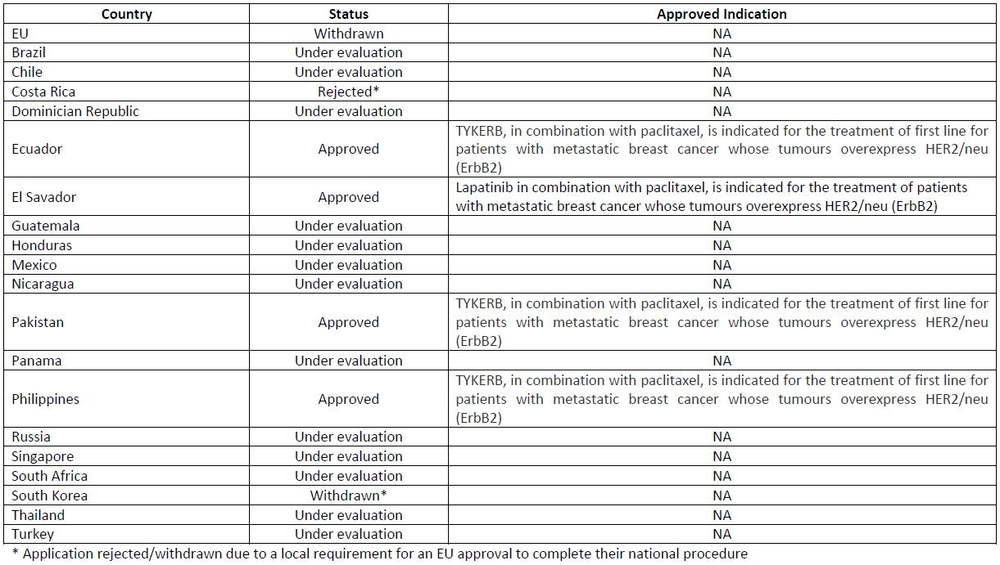 Country Status Approved Indication
EU Withdrawn NA
Brazil Under evaluation NA
Chile Under evaluation NA
Costa Rica Rejected* NA
Dominician Republic Under evaluation NA
Ecuador Approved TYKERB, in combination with paclitaxel, is indicated for the treatment of first line for
patients with metastatic breast cancer whose tumours overexpress HER2/neu
(ErbB2)
El Savador Approved Lapatinib in combination with paclitaxel, is indicated for the treatment of patients
with metastatic breast cancer whose tumours overexpress HER2/neu (ErbB2)
Guatemala Under evaluation NA
Honduras Under evaluation NA
Mexico Under evaluation NA
Nicaragua Under evaluation NA
Pakistan Approved TYKERB, in combination with paclitaxel, is indicated for the treatment of first line for
patients with metastatic breast cancer whose tumours overexpress HER2/neu
(ErbB2)
Panama Under evaluation NA
Philippines Approved TYKERB, in combination with paclitaxel, is indicated for the treatment of first line for
patients with metastatic breast cancer whose tumours overexpress HER2/neu
(ErbB2)
Russia Under evaluation NA
Singapore Under evaluation NA
South Africa Under evaluation NA
South Korea Withdrawn* NA
Thailand Under evaluation NA
Turkey Under evaluation NA
* Application rejected/withdrawn due to a local requirement for an EU approval to complete their national procedure